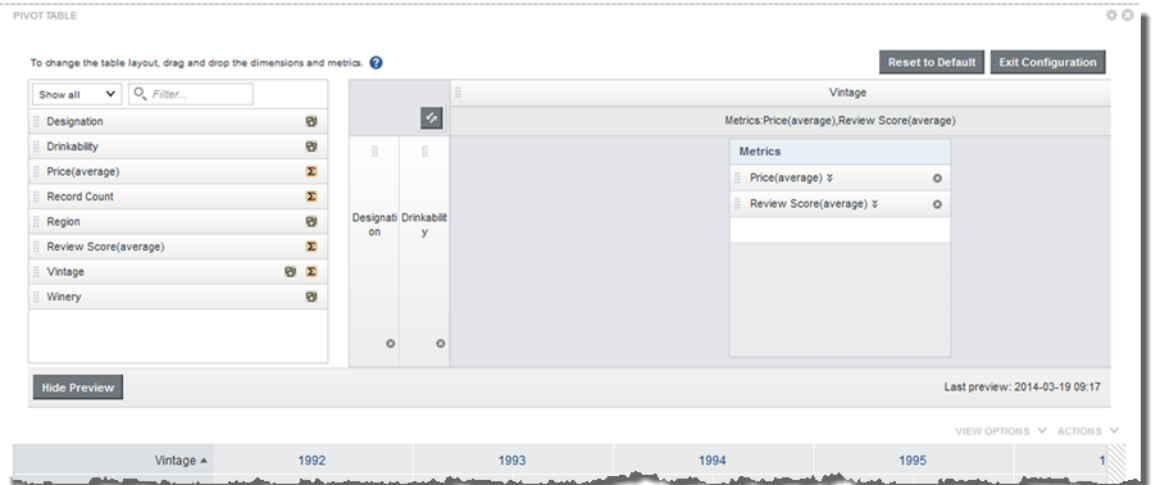 PIVOT TABLE
To change the table layout, drag and drop the dimensions and metrics. ?
Reset to Default Exit Configuration
Show all Filter...
Designation
Drinkability
Price(average) Σ
Record Count Σ
Region
Review Score(average) Σ
Vintage Σ
Winery
Vintage
Metrics:Price(average),Review Score(average)
Designati
on
Drinkabilit
y
Metrics
Price(average)
Review Score(average)
Hide Preview
Last preview: 2014-03-19 09:17
VIEW OPTIONS ACTIONS
Vintage 1992 1993 1994 1995 1